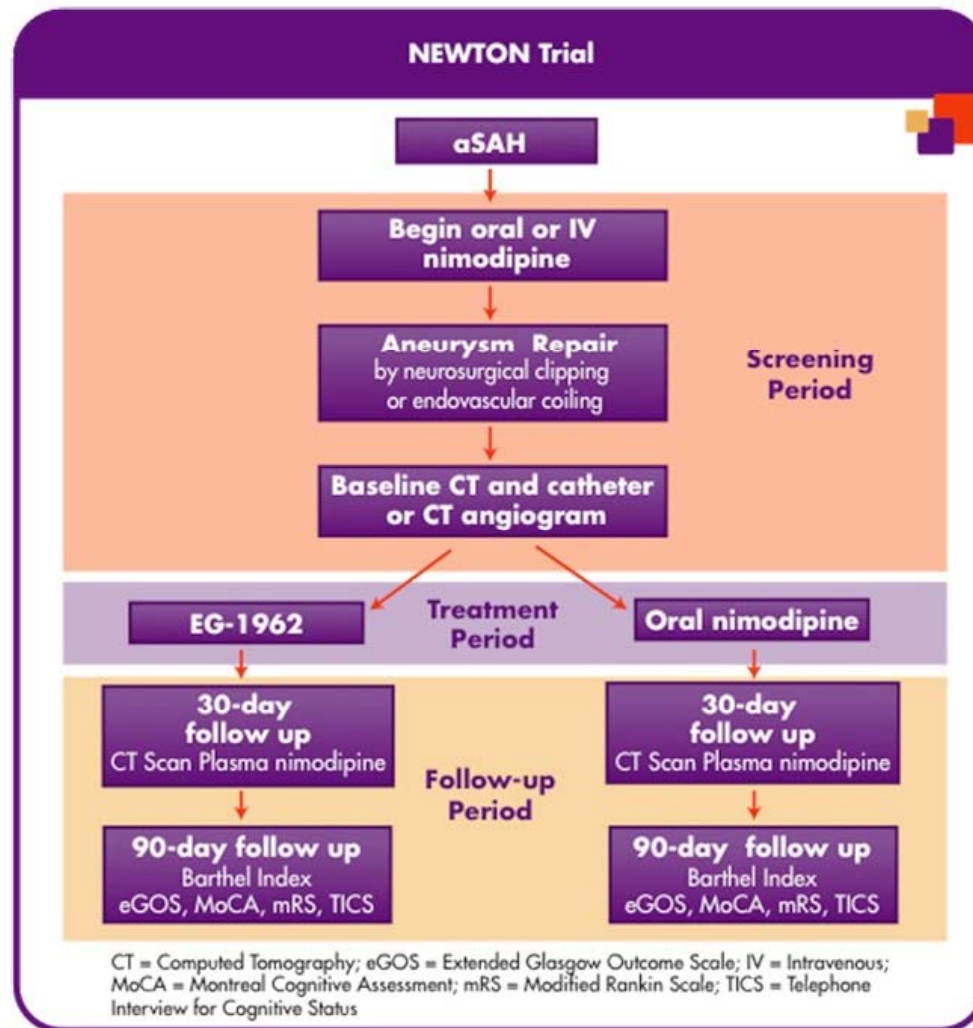 NEWTON Trial
aSAH
Begin oral or IV
nimodipine
Aneurysm Repair
by neurosurgical clipping
or endovascular coiling
Screening
Period
Baseline CT and catheter
or CT angiogram
EG-1962
Treatment
Period
Oral nimodipine
30-day
follow up
CT Scan Plasma nimodipine
30-day
follow up
CT Scan Plasma nimodipine
Follow-up
Period
90-day follow up
Barthel Index
eGOS, MoCA, mRS, TICS
90-day follow up
Barthel Index
eGOS, MoCA, mRS, TICS
CT = Computed Tomography; eGOS = Extended Glasgow Outcome Scale; IV = Intravenous;
MoCA = Montreal Cognitive Assessment; mRS = Modified Rankin Scale; TICS = Telephone
Interview for Cognitive Status